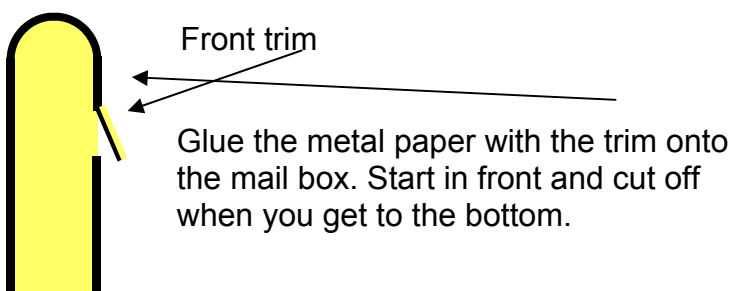 Front trim
Glue the metal paper with the trim onto
the mail box. Start in front and cut off
when you get to the bottom.